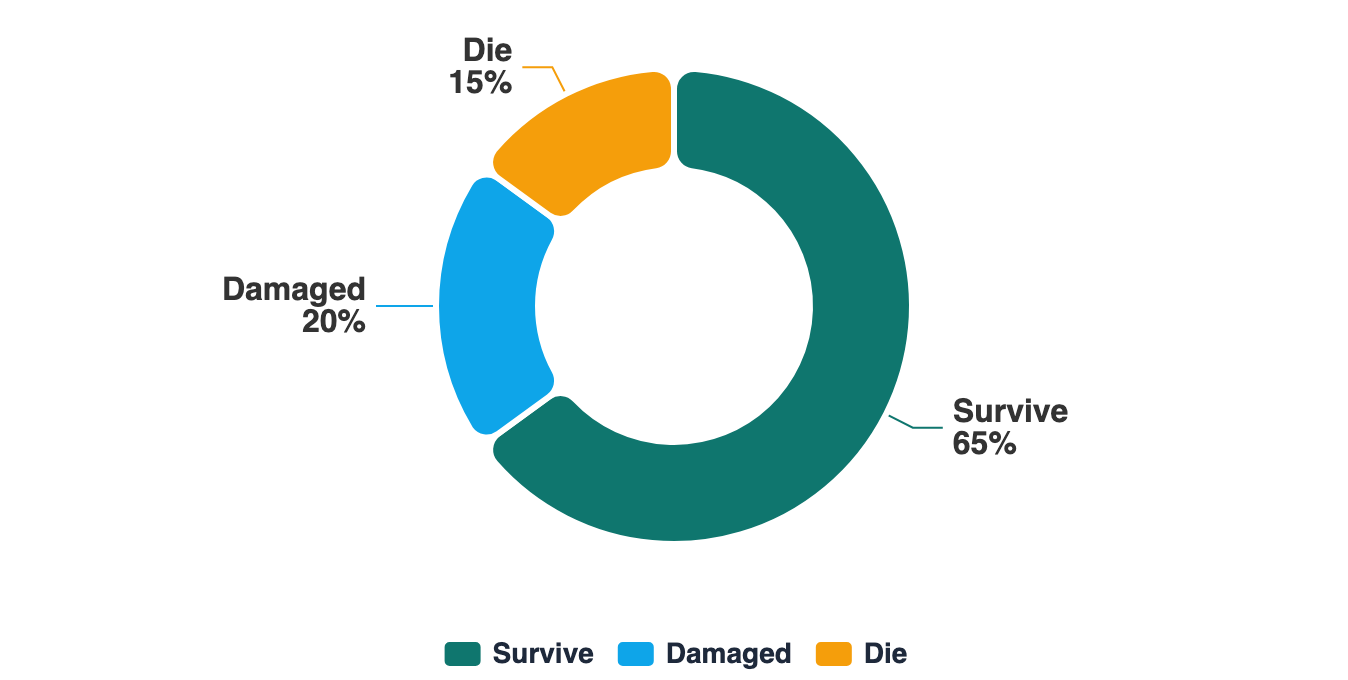 Die
15%
Damaged
20%
Survive
65%
Survive Damaged Die